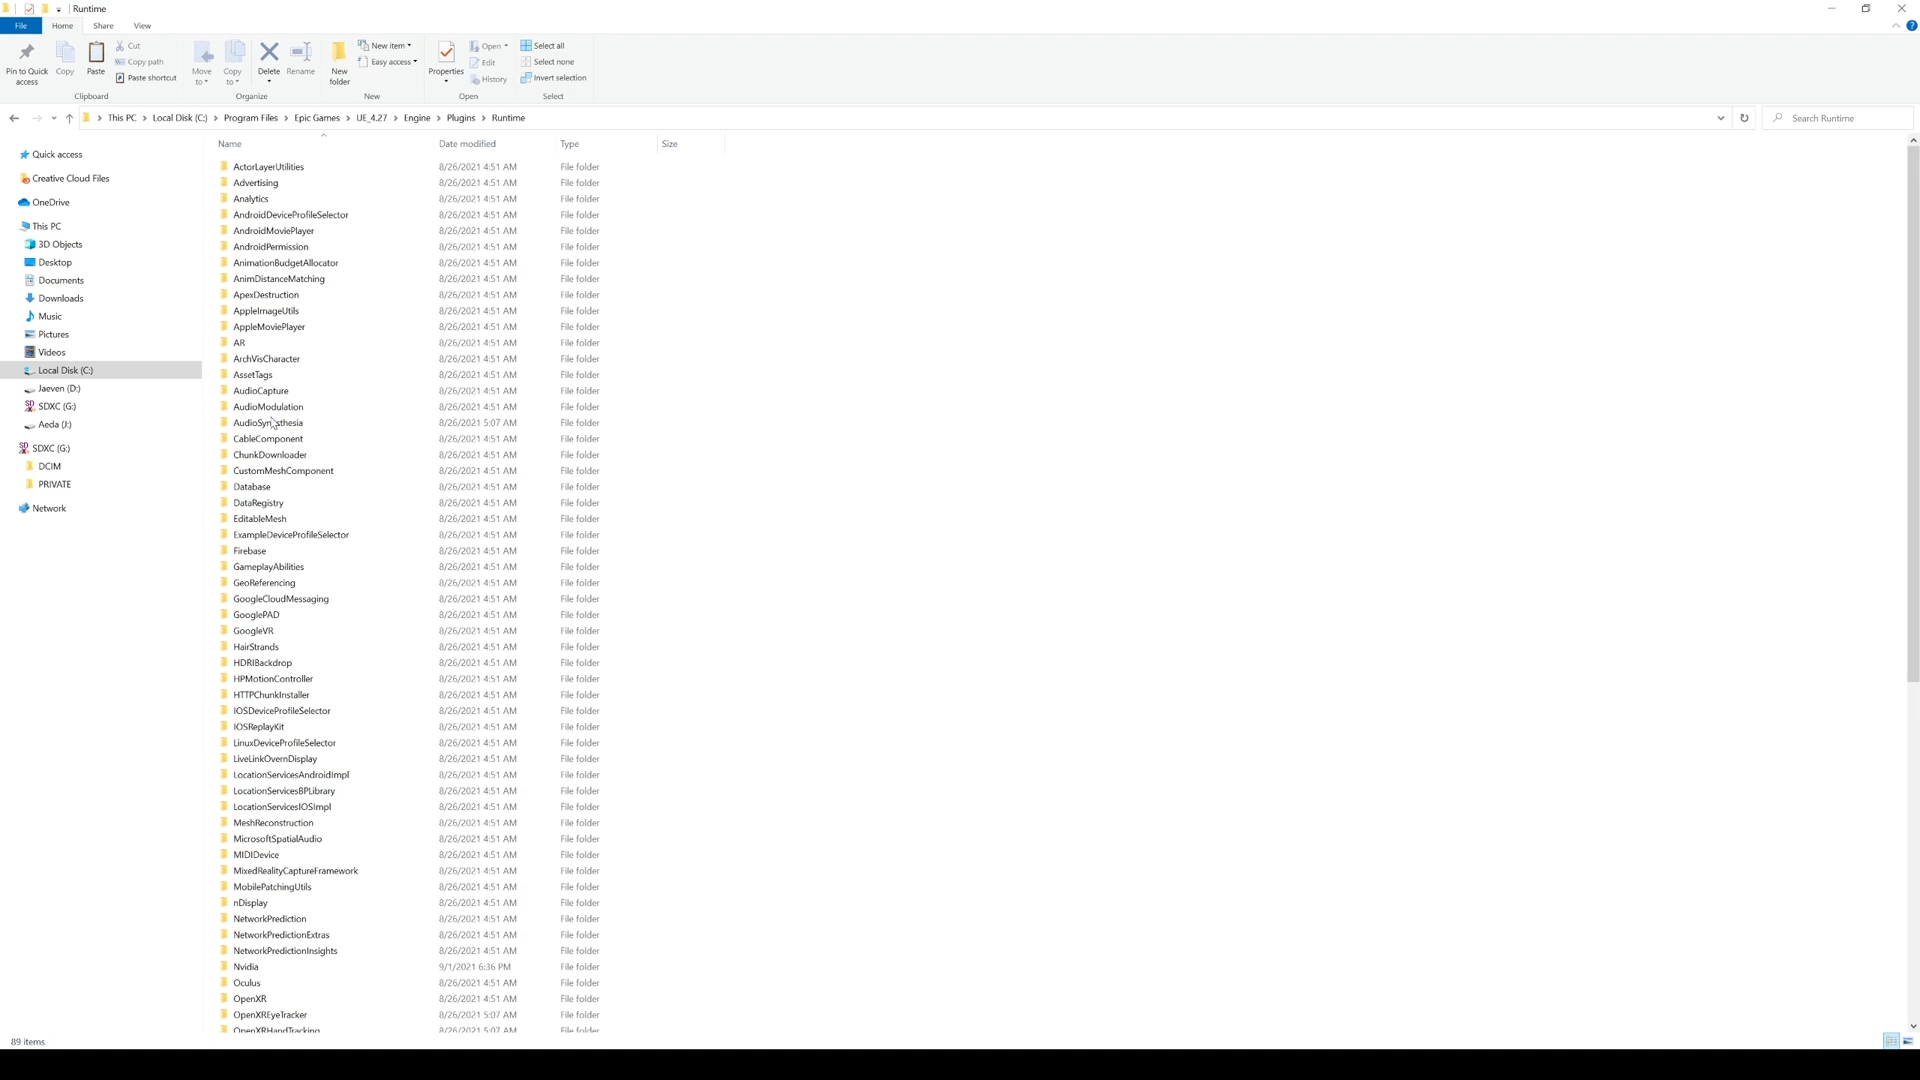 Runtime
File Home Share View
Pin to Quick access
Copy
Paste
Cut
Copy path
Paste shortcut
Clipboard
Move to
Copy to
Delete
Rename
Organize
New folder
New item
Easy access
New
Properties
Open
Edit
History
Open
Select all
Select none
Invert selection
Select
This PC > Local Disk (C:) > Program Files > Epic Games > UE_4.27 > Engine > Plugins > Runtime
Search Runtime
Quick access
Creative Cloud Files
OneDrive
This PC
3D Objects
Desktop
Documents
Downloads
Music
Pictures
Videos
Local Disk (C:)
Jaeven (D:)
SDXC (G:)
Aeda (J:)
SDXC (G:)
DCIM
PRIVATE
Network
Name Date modified Type Size
ActorLayerUtilities 8/26/2021 4:51 AM File folder
Advertising 8/26/2021 4:51 AM File folder
Analytics 8/26/2021 4:51 AM File folder
AndroidDeviceProfileSelector 8/26/2021 4:51 AM File folder
AndroidMoviePlayer 8/26/2021 4:51 AM File folder
AndroidPermission 8/26/2021 4:51 AM File folder
AnimationBudgetAllocator 8/26/2021 4:51 AM File folder
AnimDistanceMatching 8/26/2021 4:51 AM File folder
ApexDestruction 8/26/2021 4:51 AM File folder
AppleImageUtils 8/26/2021 4:51 AM File folder
AppleMoviePlayer 8/26/2021 4:51 AM File folder
AR 8/26/2021 4:51 AM File folder
ArchVisCharacter 8/26/2021 4:51 AM File folder
AssetTags 8/26/2021 4:51 AM File folder
AudioCapture 8/26/2021 4:51 AM File folder
AudioModulation 8/26/2021 4:51 AM File folder
AudioSynesthesia 8/26/2021 5:07 AM File folder
CableComponent 8/26/2021 4:51 AM File folder
ChunkDownloader 8/26/2021 4:51 AM File folder
CustomMeshComponent 8/26/2021 4:51 AM File folder
Database 8/26/2021 4:51 AM File folder
DataRegistry 8/26/2021 4:51 AM File folder
EditableMesh 8/26/2021 4:51 AM File folder
ExampleDeviceProfileSelector 8/26/2021 4:51 AM File folder
Firebase 8/26/2021 4:51 AM File folder
GameplayAbilities 8/26/2021 4:51 AM File folder
GeoReferencing 8/26/2021 4:51 AM File folder
GoogleCloudMessaging 8/26/2021 4:51 AM File folder
GooglePAD 8/26/2021 4:51 AM File folder
GoogleVR 8/26/2021 4:51 AM File folder
HairStrands 8/26/2021 4:51 AM File folder
HDRIBackdrop 8/26/2021 4:51 AM File folder
HPMotionController 8/26/2021 4:51 AM File folder
HTTPChunkInstaller 8/26/2021 4:51 AM File folder
IOSDeviceProfileSelector 8/26/2021 4:51 AM File folder
IOSReplayKit 8/26/2021 4:51 AM File folder
LinuxDeviceProfileSelector 8/26/2021 4:51 AM File folder
LiveLinkOvernDisplay 8/26/2021 4:51 AM File folder
LocationServicesAndroidImpl 8/26/2021 4:51 AM File folder
LocationServicesBPLibrary 8/26/2021 4:51 AM File folder
LocationServicesIOSImpl 8/26/2021 4:51 AM File folder
MeshReconstruction 8/26/2021 4:51 AM File folder
MicrosoftSpatialAudio 8/26/2021 4:51 AM File folder
MIDIDevice 8/26/2021 4:51 AM File folder
MixedRealityCaptureFramework 8/26/2021 4:51 AM File folder
MobilePatchingUtils 8/26/2021 4:51 AM File folder
nDisplay 8/26/2021 4:51 AM File folder
NetworkPrediction 8/26/2021 4:51 AM File folder
NetworkPredictionExtras 8/26/2021 4:51 AM File folder
NetworkPredictionInsights 8/26/2021 4:51 AM File folder
Nvidia 9/1/2021 6:36 PM File folder
Oculus 8/26/2021 4:51 AM File folder
OpenXR 8/26/2021 4:51 AM File folder
OpenXREyeTracker 8/26/2021 5:07 AM File folder
OpenXRHandTracking 8/26/2021 5:07 AM File folder
89 items